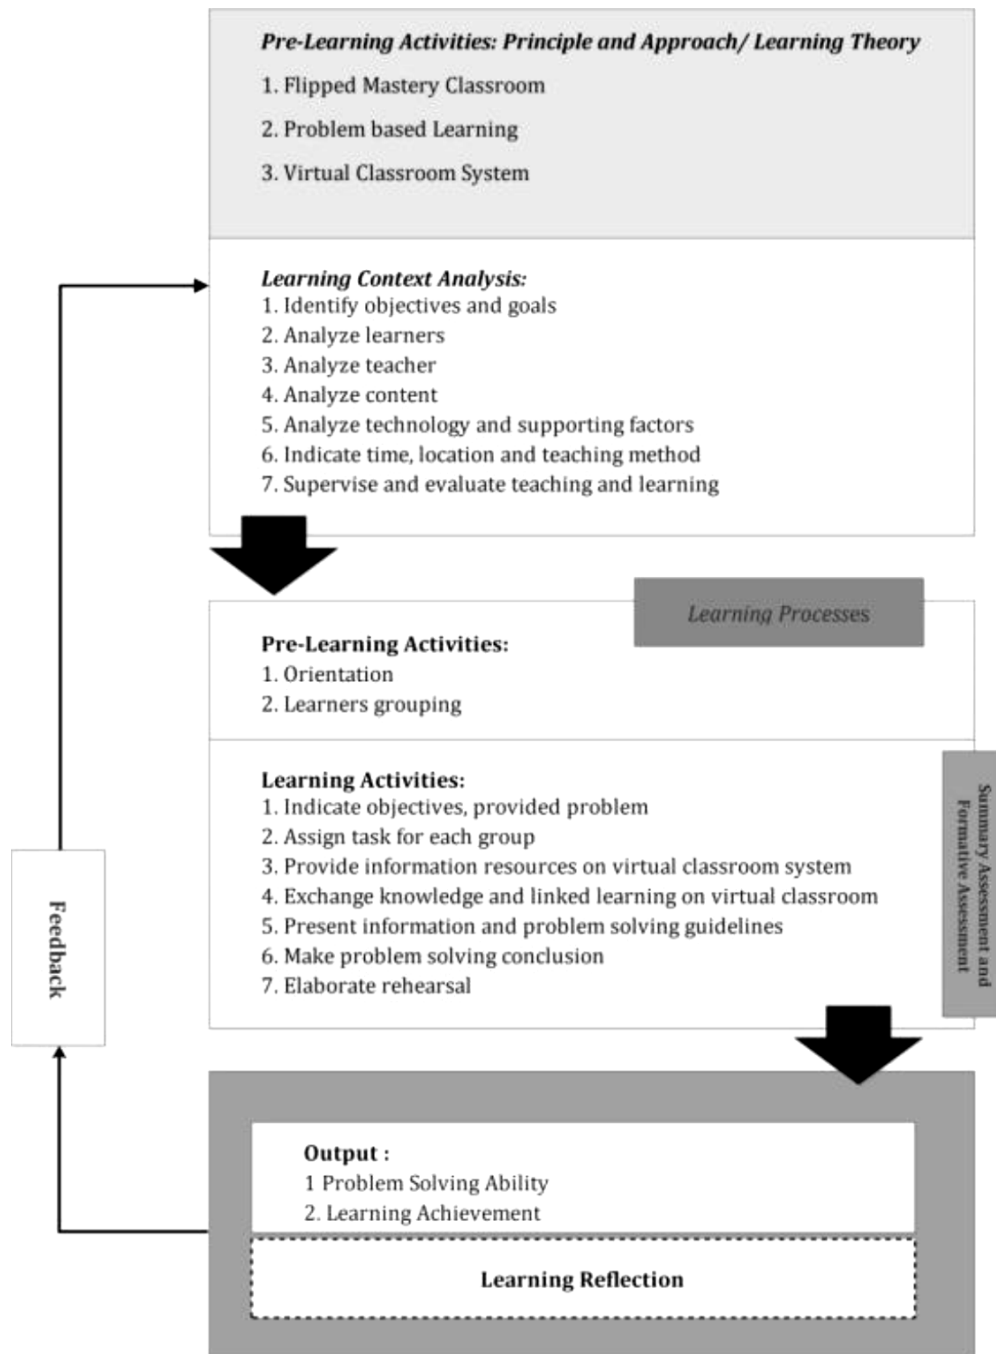 Pre-Learning Activities: Principle and Approach/ Learning Theory
1. Flipped Mastery Classroom
2. Problem based Learning
3. Virtual Classroom System
Learning Context Analysis:
1. Identify objectives and goals
2. Analyze learners
3. Analyze teacher
4. Analyze content
5. Analyze technology and supporting factors
6. Indicate time, location and teaching method
7. Supervise and evaluate teaching and learning
Learning Processes
Pre-Learning Activities:
1. Orientation
2. Learners grouping
Learning Activities:
1. Indicate objectives, provided problem
2. Assign task for each group
3. Provide information resources on virtual classroom system
4. Exchange knowledge and linked learning on virtual classroom
5. Present information and problem solving guidelines
6. Make problem solving conclusion
7. Elaborate rehearsal
Summary Assessment and
Formative Assessment
Feedback
Output :
1 Problem Solving Ability
2. Learning Achievement
Learning Reflection